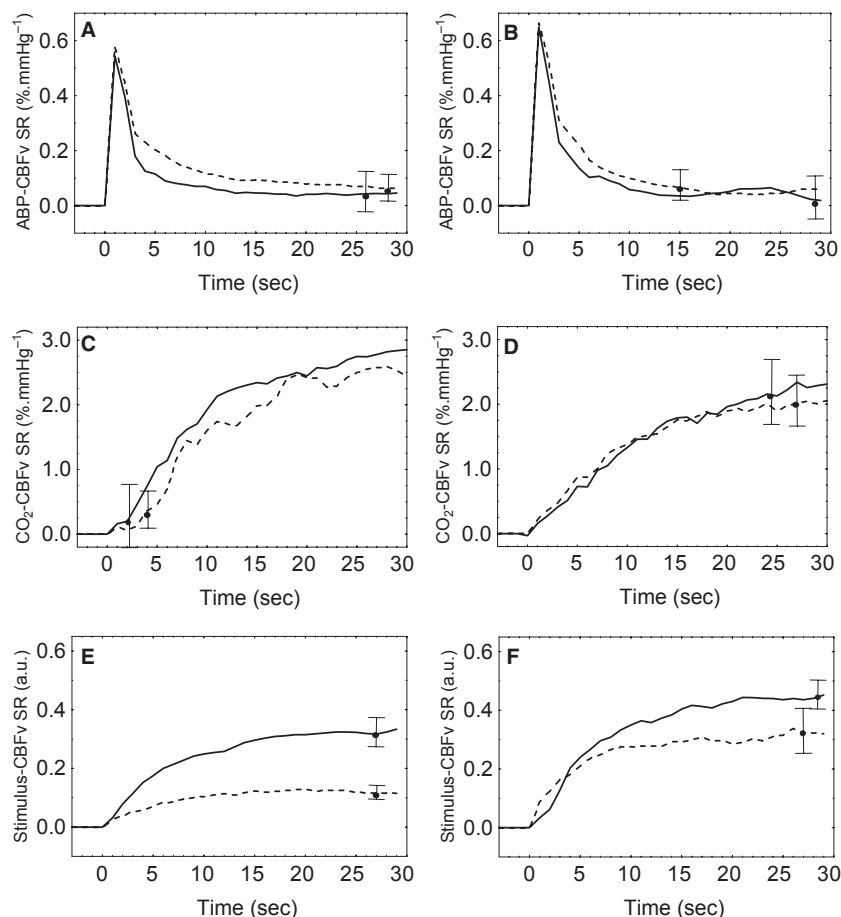 A
ABP-CBFv SR (%.mmHg⁻¹)
0.6
0.4
0.2
0.0
0 5 10 15 20 25 30
Time (sec)
B
ABP-CBFv SR (%.mmHg⁻¹)
0.6
0.4
0.2
0.0
0 5 10 15 20 25 30
Time (sec)
C
CO₂-CBFv SR (%.mmHg⁻¹)
3.0
2.0
1.0
0.0
0 5 10 15 20 25 30
Time (sec)
D
CO₂-CBFv SR (%.mmHg⁻¹)
3.0
2.0
1.0
0.0
0 5 10 15 20 25 30
Time (sec)
E
Stimulus-CBFv SR (a.u.)
0.6
0.4
0.2
0.0
0 5 10 15 20 25 30
Time (sec)
F
Stimulus-CBFv SR (a.u.)
0.6
0.4
0.2
0.0
0 5 10 15 20 25 30
Time (sec)